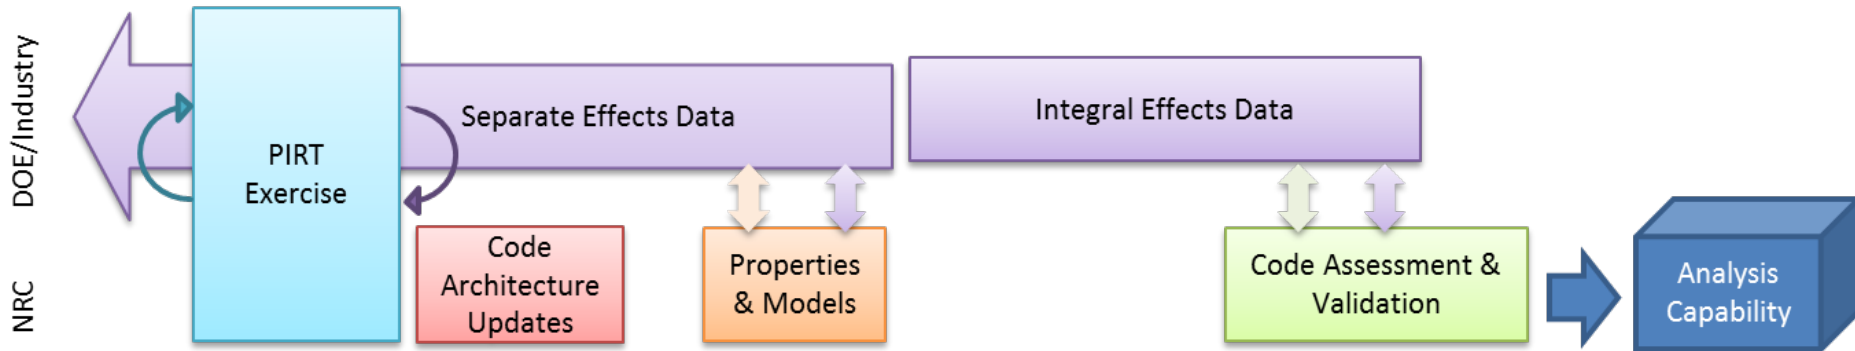 DOE/Industry
NRC
PIRT
Exercise
Separate Effects Data
Integral Effects Data
Code
Architecture
Updates
Properties
& Models
Code Assessment &
Validation
Analysis
Capability